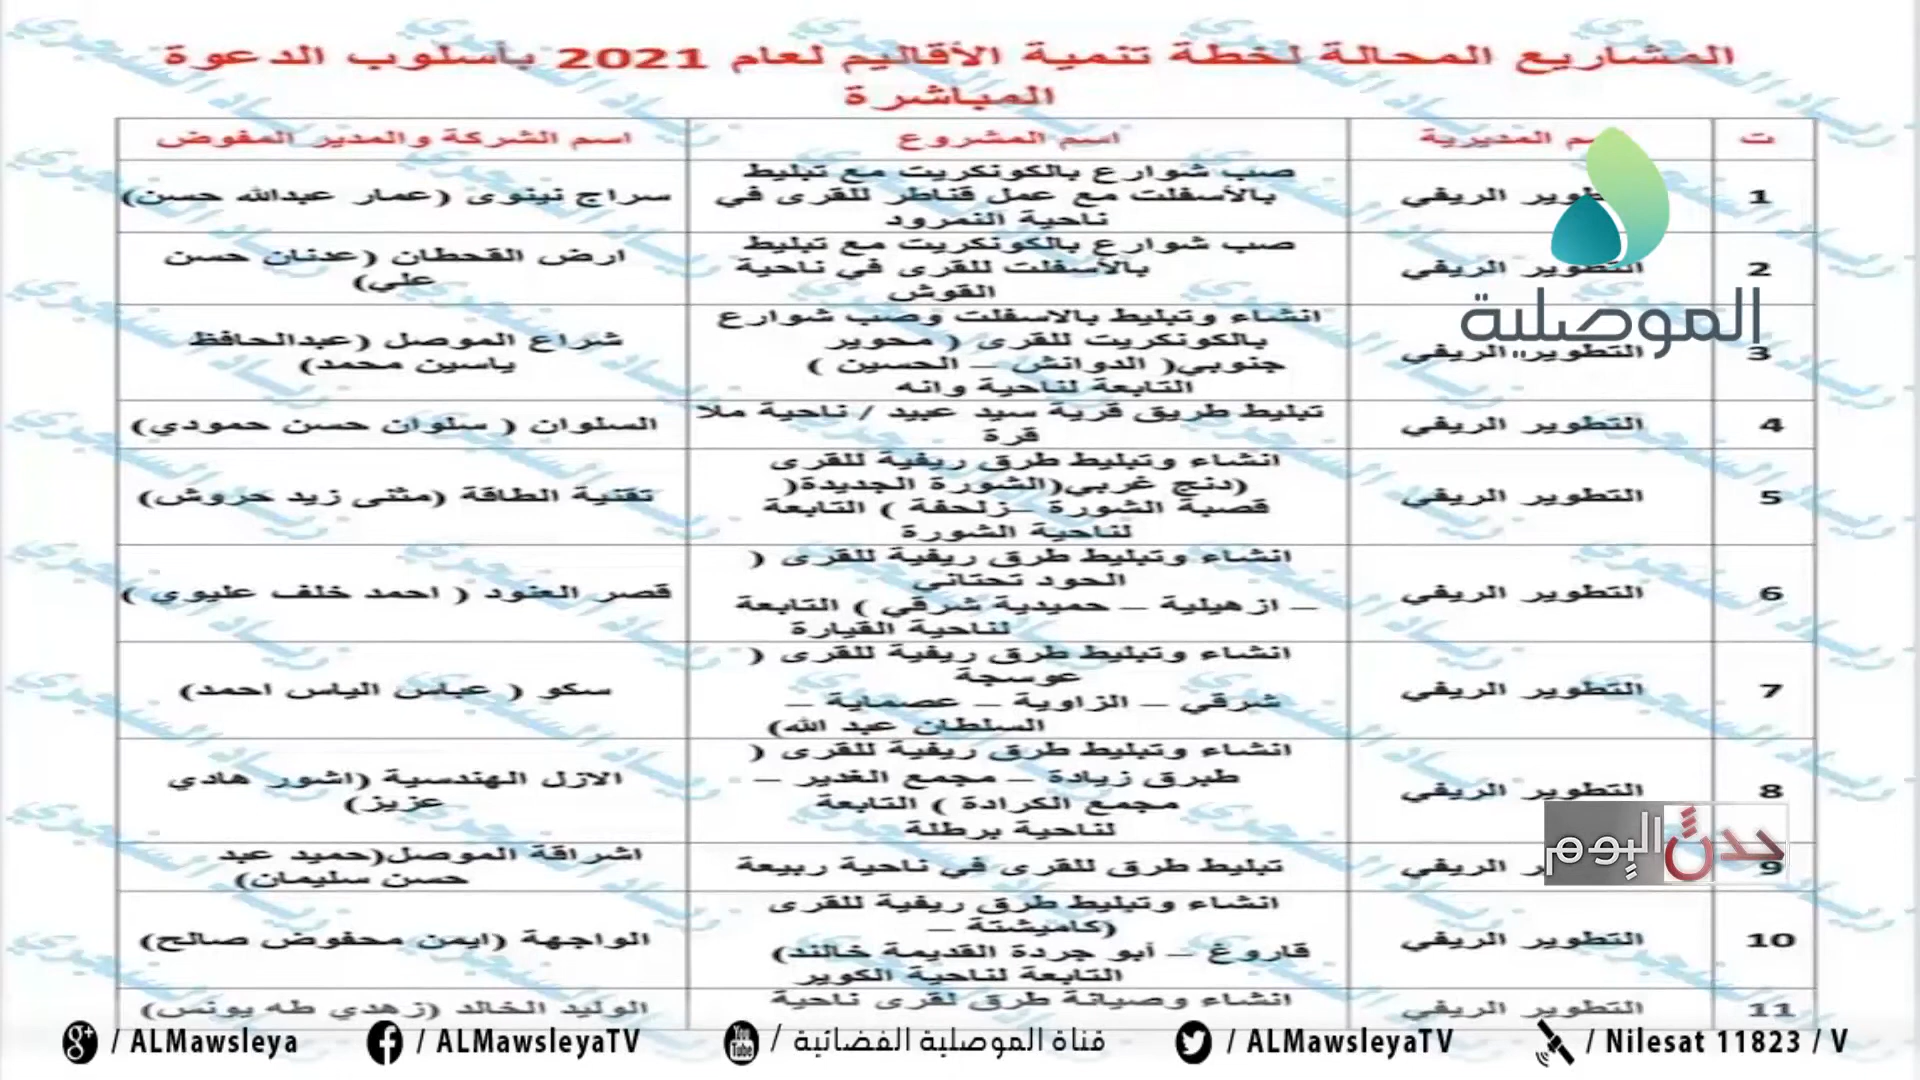 المشاريع المحالة لخطة تنمية الأقاليم لعام 2021 بأسلوب الدعوة
المباشرة
ت
اسم المديرية
اسم المشروع
اسم الشركة والمدير المفوض
1
التطوير الريفي
صب شوارع بالكونكريت مع تبليط
بالأسفلت مع عمل قناطر للقرى في
ناحية النمرود
سراج نينوى (عمار عبدالله حسن)
2
التطوير الريفي
صب شوارع بالكونكريت مع تبليط
بالأسفلت للقرى في ناحية
القوش
ارض القحطان (عدنان حسن
علي)
3
التطوير الريفي
انشاء وتبليط بالاسفلت وصب شوارع
بالكونكريت للقرى ( محوير
جنوبي( الدوانش – الحسين )
التابعة لناحية وانه
شراع الموصل (عبدالحافظ
ياسين محمد)
4
التطوير الريفي
تبليط طريق قرية سيد عبيد / ناحية ملا
قرة
السلوان ( سلوان حسن حمودي)
5
التطوير الريفي
انشاء وتبليط طرق ريفية للقرى
(دنج غربي(الشورة الجديدة(
قصبة الشورة –زلحفة ) التابعة
لناحية الشورة
تقنية الطاقة (مثنى زيد حروش)
6
التطوير الريفي
انشاء وتبليط طرق ريفية للقرى (
الحود تحتاني
– ازهيلية – حميدية شرقي ) التابعة
لناحية القيارة
قصر العنود ( احمد خلف عليوي )
7
التطوير الريفي
انشاء وتبليط طرق ريفية للقرى (
عوسجة
شرقي – الزاوية – عصماية –
السلطان عبد الله)
سكو ( عباس الياس احمد)
8
التطوير الريفي
انشاء وتبليط طرق ريفية للقرى (
طبرق زيادة – مجمع الغدير –
مجمع الكرادة ) التابعة
لناحية برطلة
الازل الهندسية (اشور هادي
عزيز)
9
الريفي
تبليط طرق للقرى في ناحية ربيعة
اشراقة الموصل(حميد عبد
حسن سليمان)
10
التطوير الريفي
انشاء وتبليط طرق ريفية للقرى
(كاميشتة –
قاروغ – أبو جردة القديمة خالند)
التابعة لناحية الكوير
الواجهة (ايمن محفوض صالح)
11
التطوير الريفي
انشاء وصيانة طرق لقرى ناحية
الوليد الخالد (زهدي طه يونس)
الموصلية
حدث اليوم
/ ALMawsleya
/ ALMawsleyaTV
You Tube / قناة الموصلية الفضائية
/ ALMawsleyaTV
/ Nilesat 11823 / V